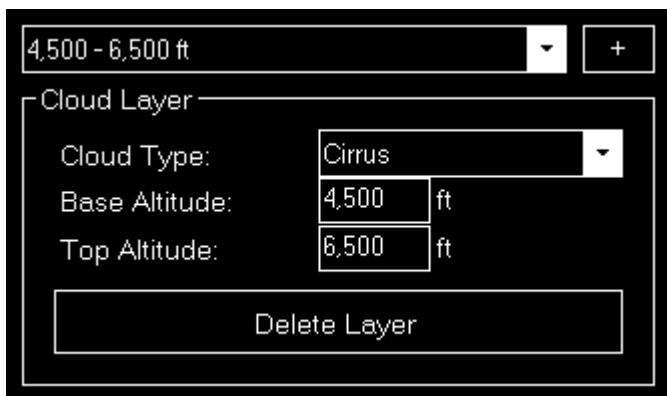 4,500 - 6,500 ft +
Cloud Layer
Cloud Type: Cirrus
Base Altitude: 4,500 ft
Top Altitude: 6,500 ft
Delete Layer